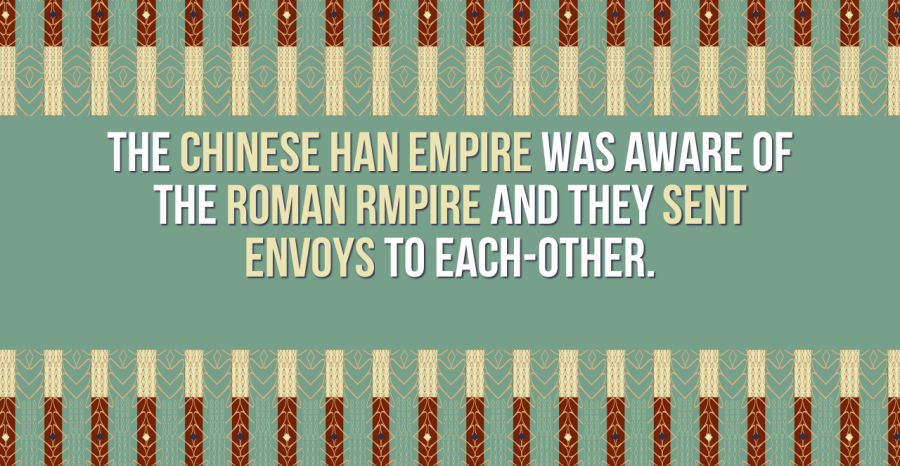 THE CHINESE HAN EMPIRE WAS AWARE OF
THE ROMAN RMPIRE AND THEY SENT
ENVOYS TO EACH-OTHER.